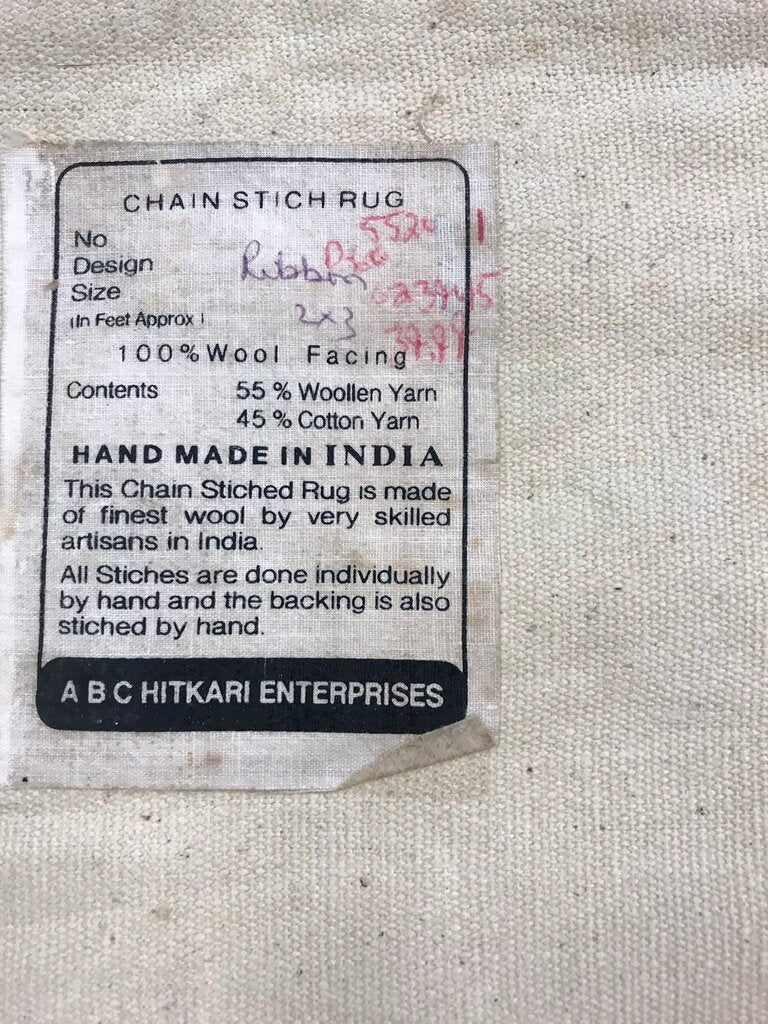 CHAIN STICH RUG
No
Design Ribbon
Size
(In Feet Approx) 2x3
100% Wool Facing
Contents 55 % Woollen Yarn
45 % Cotton Yarn
HAND MADE IN INDIA
This Chain Stiched Rug is made
of finest wool by very skilled
artisans in India.
All Stiches are done individually
by hand and the backing is also
stiched by hand.
A B C HITKARI ENTERPRISES